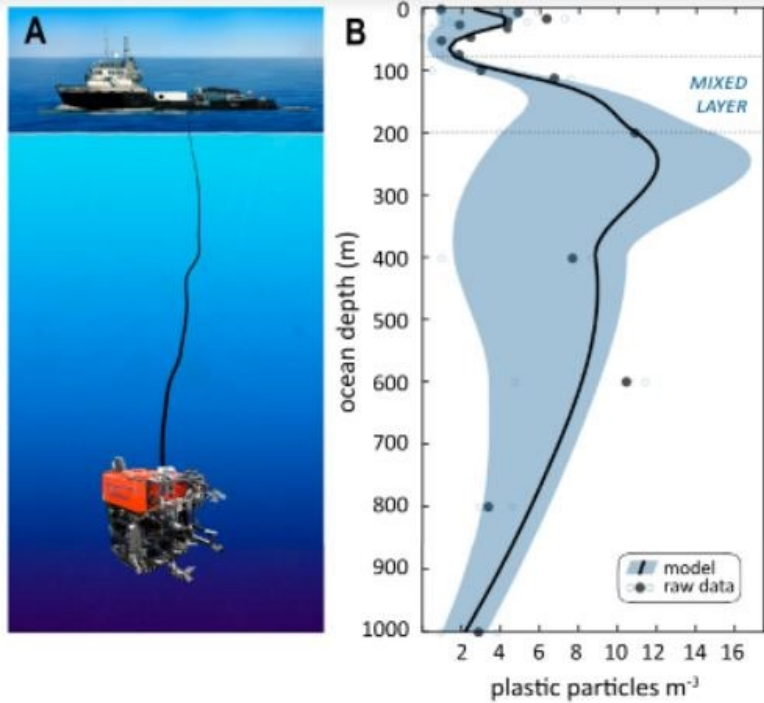 A
B
0
100
200
300
400
500
600
700
800
900
1000
ocean depth (m)
MIXED
LAYER
model
raw data
2 4 6 8 10 12 14 16
plastic particles m⁻³